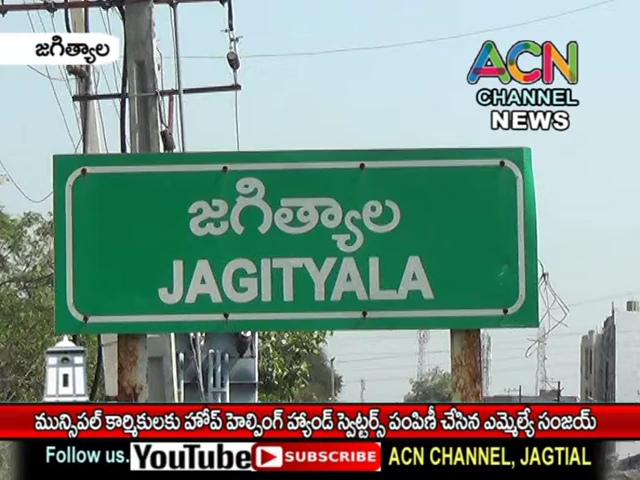 జగిత్యాల
ACN
CHANNEL
NEWS
జగిత్యాల
JAGITYALA
మున్సిపల్ కార్మికులకు హోప్ హెల్పింగ్ హ్యాండ్ స్వెట్టర్స్ పంపిణీ చేసిన ఎమ్మెల్యే సంజయ్
Follow us. YouTube SUBSCRIBE ACN CHANNEL, JAGTIAL